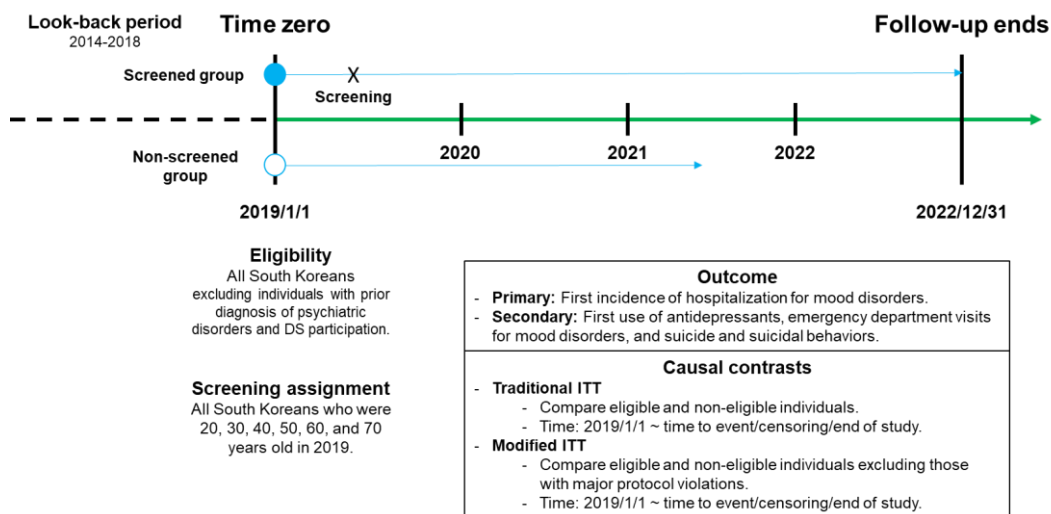 Look-back period
2014-2018
Time zero
Follow-up ends
Screened group
X
Screening
2020
2021
2022
Non-screened
group
2019/1/1
2022/12/31
Eligibility
All South Koreans
excluding individuals with prior
diagnosis of psychiatric
disorders and DS participation.
Screening assignment
All South Koreans who were
20, 30, 40, 50, 60, and 70
years old in 2019.
Outcome
- Primary: First incidence of hospitalization for mood disorders.
- Secondary: First use of antidepressants, emergency department visits
for mood disorders, and suicide and suicidal behaviors.
Causal contrasts
- Traditional ITT
- Compare eligible and non-eligible individuals.
- Time: 2019/1/1 ~ time to event/censoring/end of study.
- Modified ITT
- Compare eligible and non-eligible individuals excluding those
with major protocol violations.
- Time: 2019/1/1 ~ time to event/censoring/end of study.